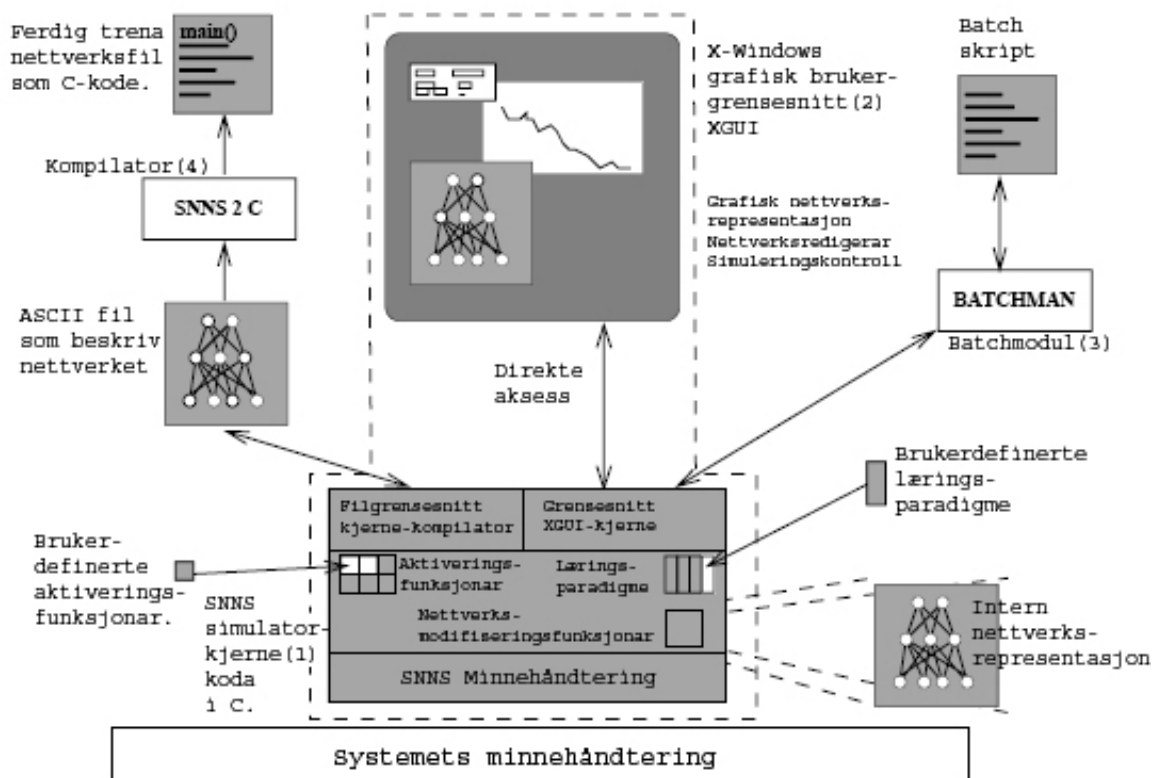 Ferdig trena
nettverksfil
som C-kode.
main()
Kompilator(4)
SNNS 2 C
ASCII fil
som beskriv
nettverket
X-Windows
grafisk bruker-
grensesnitt(2)
XGUI
Grafisk nettverks-
representasjon
Nettverksredigerar
Simuleringskontroll
Batch
skript
BATCHMAN
Batchmodul(3)
Direkte
aksess
Brukerdefinerte
lærings-
paradigme
Filgrensesnitt
kjerne-kompilator
Grensesnitt
XGUI-kjerne
Aktiverings-
funksjonar
Lærings-
paradigme
Nettverks-
modifiseringsfunksjonar
SNNS Minnehåndtering
Bruker-
definerte
aktiverings-
funksjonar.
SNNS
simulator-
kjerne(1)
koda
i C.
Intern
nettverks-
representasjon
Systemets minnehåndtering